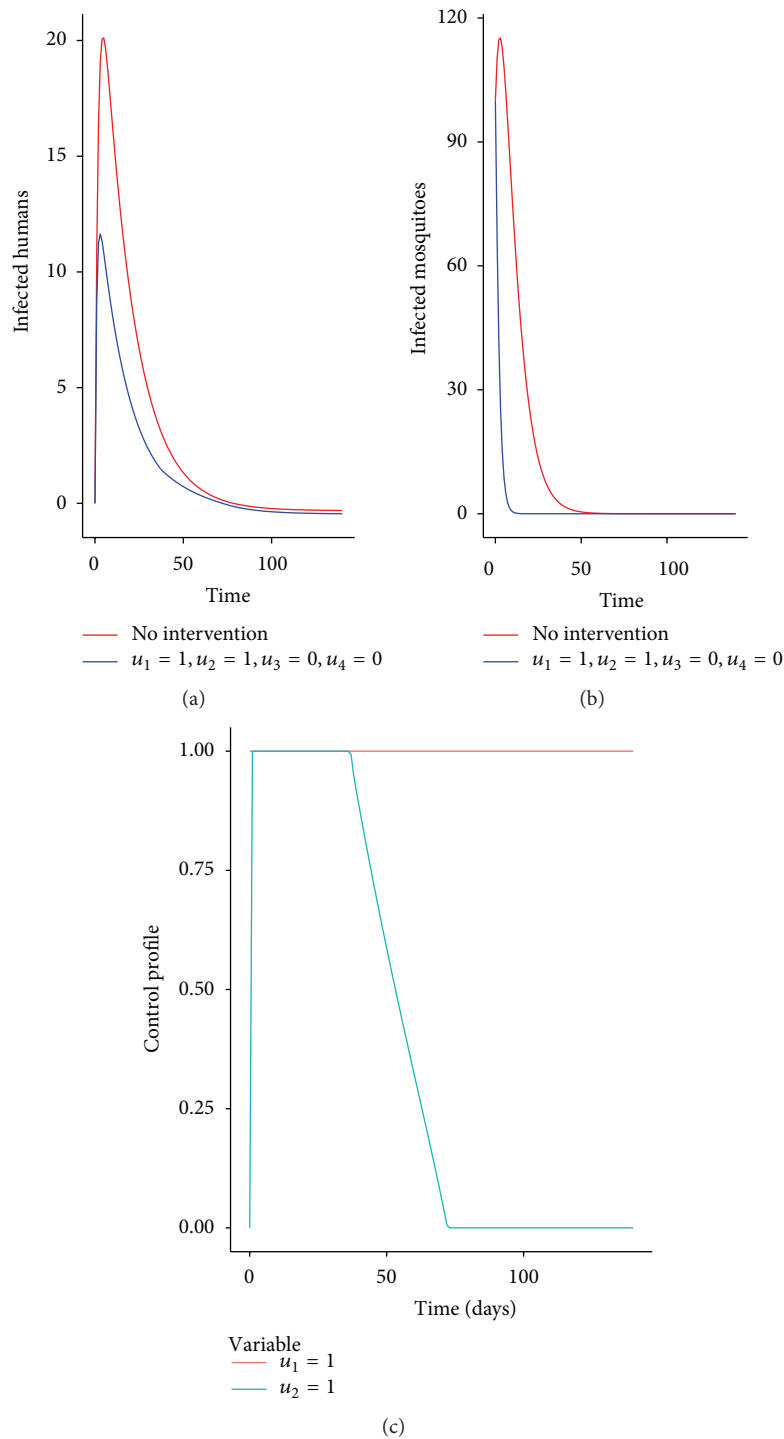 20
15
10
5
0
Infected humans
0
50
100
Time
No intervention
u₁ = 1, u₂ = 1, u₃ = 0, u₄ = 0
(a)
120
90
60
30
0
Infected mosquitoes
0
50
100
Time
No intervention
u₁ = 1, u₂ = 1, u₃ = 0, u₄ = 0
(b)
1.00
0.75
0.50
0.25
0.00
Control profile
0
50
100
Time (days)
Variable
u₁ = 1
u₂ = 1
(c)